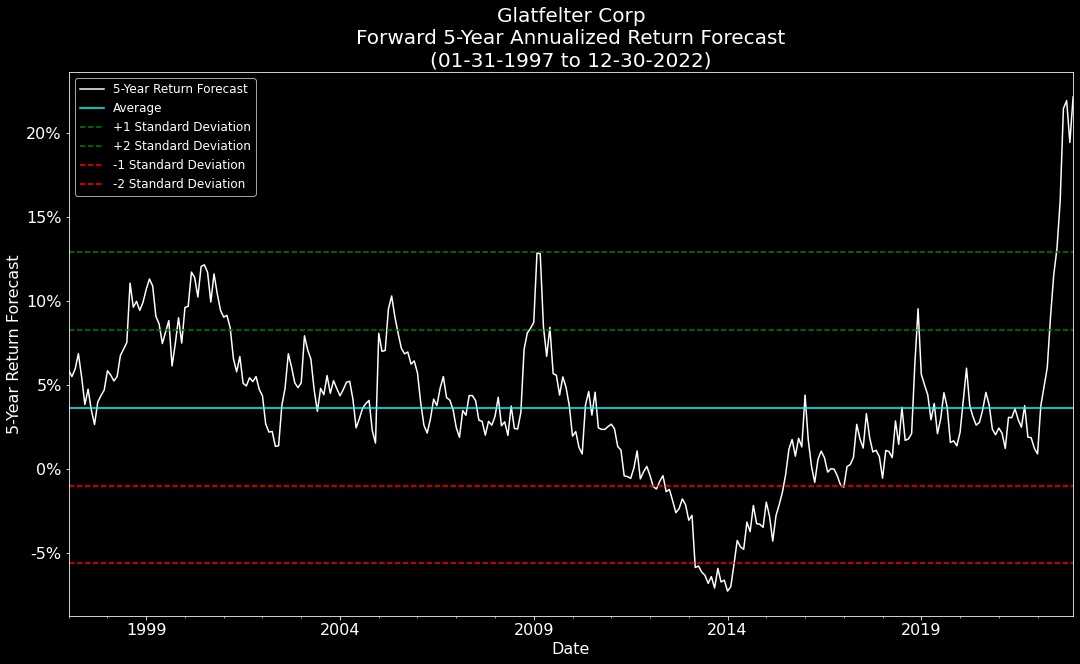 Glatfelter Corp
Forward 5-Year Annualized Return Forecast
(01-31-1997 to 12-30-2022)
5-Year Return Forecast
Average
+1 Standard Deviation
+2 Standard Deviation
-1 Standard Deviation
-2 Standard Deviation
20%
15%
10%
5%
0%
-5%
5-Year Return Forecast
1999
2004
2009
2014
2019
Date